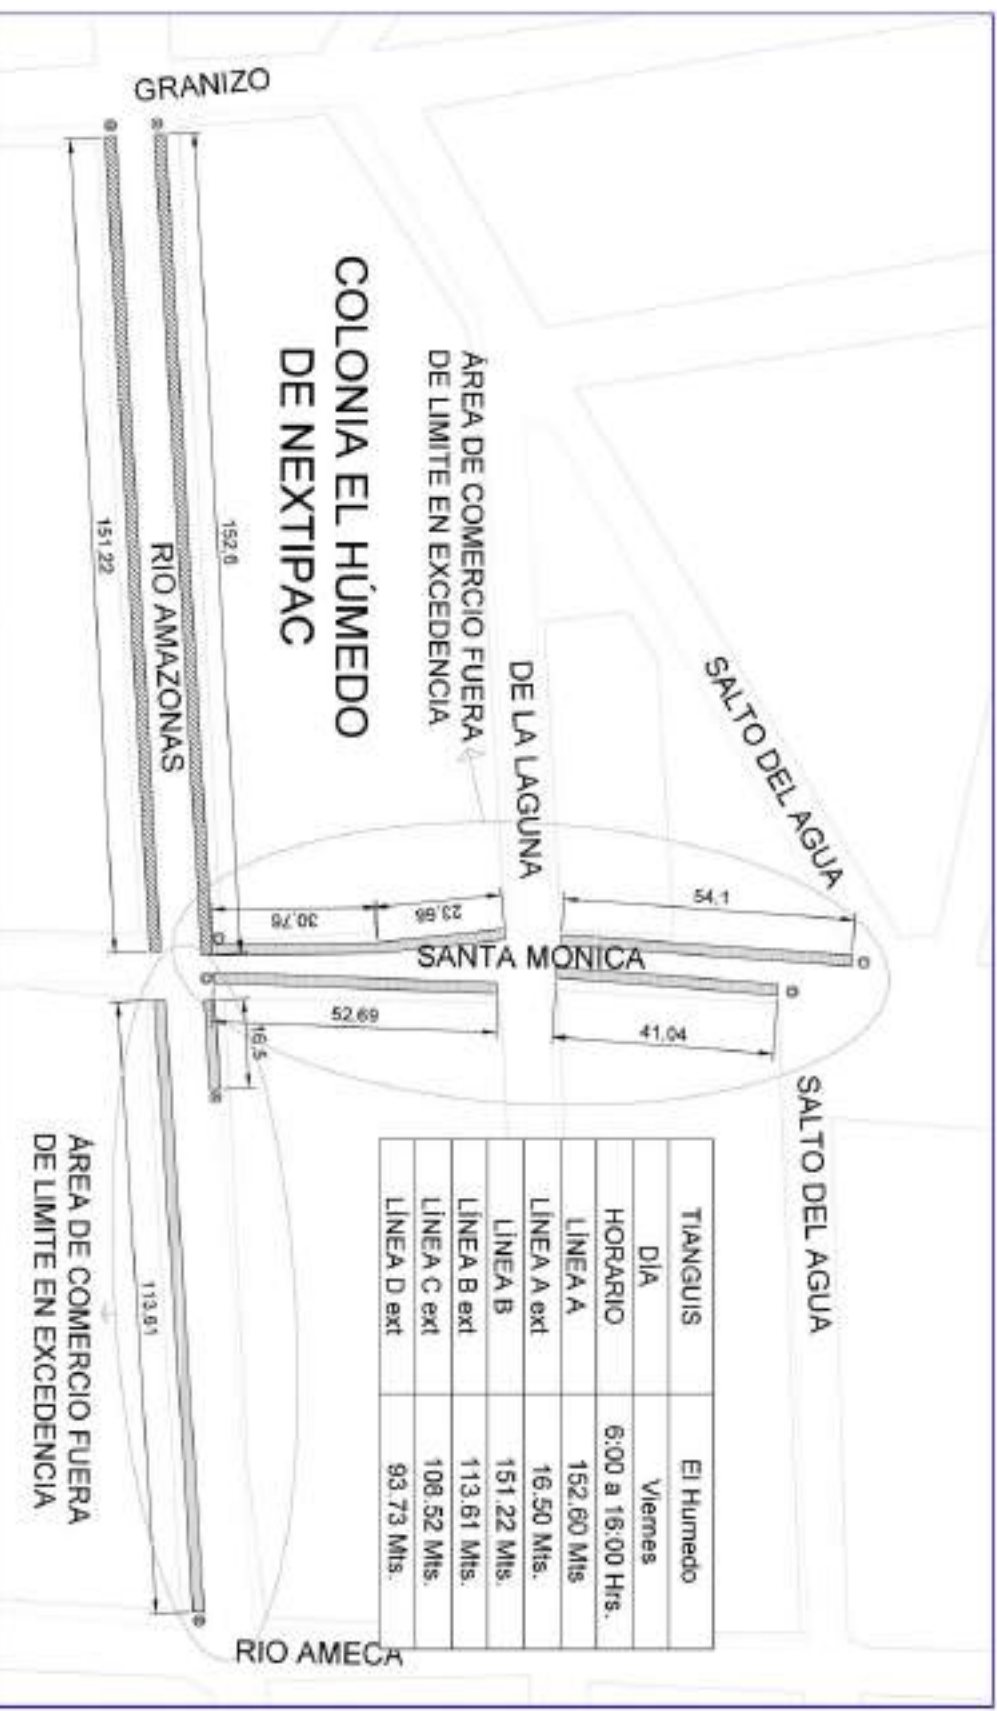 GRANIZO
COLONIA EL HÚMEDO
DE NEXTIPAC
ÁREA DE COMERCIO FUERA
DE LIMITE EN EXCEDENCIA
152.6
151.22
RIO AMAZONAS
DE LA LAGUNA
SALTO DEL AGUA
54.1
23.66
30.76
SANTA MONICA
52.69
41.04
16.5
SALTO DEL AGUA
113.61
ÁREA DE COMERCIO FUERA
DE LIMITE EN EXCEDENCIA
TIANGUIS El Humedo
DÍA Viernes
HORARIO 6:00 a 16:00 Hrs.
LÍNEA A 152.60 Mts
LÍNEA A ext 16.50 Mts.
LÍNEA B 151.22 Mts.
LÍNEA B ext 113.61 Mts.
LÍNEA C ext 108.52 Mts.
LÍNEA D ext 93.73 Mts.
RIO AMECA